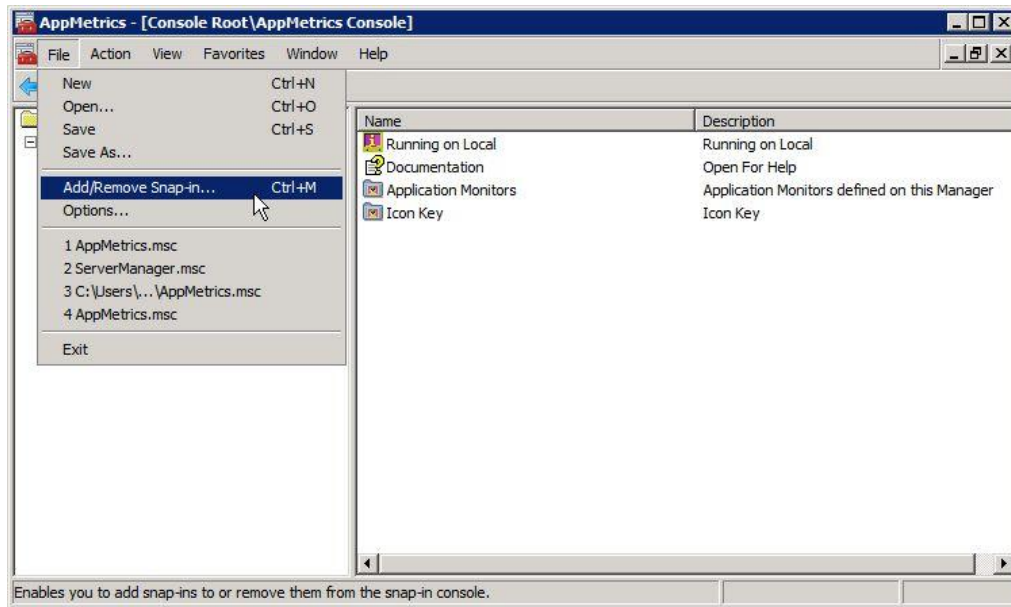 AppMetrics - [Console Root\AppMetrics Console]
File Action View Favorites Window Help
New Ctrl+N
Open... Ctrl+O
Save Ctrl+S
Save As...
Add/Remove Snap-in... Ctrl+M
Options...
1 AppMetrics.msc
2 ServerManager.msc
3 C:\Users\...\AppMetrics.msc
4 AppMetrics.msc
Exit
Name Description
Running on Local Running on Local
Documentation Open For Help
Application Monitors Application Monitors defined on this Manager
Icon Key Icon Key
Enables you to add snap-ins to or remove them from the snap-in console.